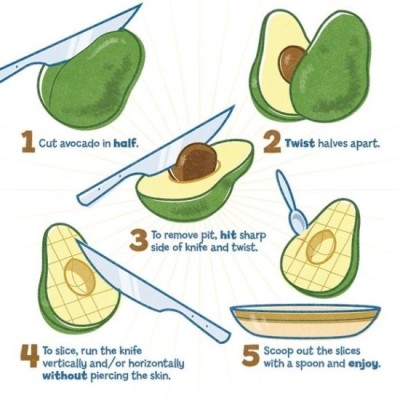 1 Cut avocado in half.
2 Twist halves apart.
3 To remove pit, hit sharp
side of knife and twist.
4 To slice, run the knife
vertically and/or horizontally
without piercing the skin.
5 Scoop out the slices
with a spoon and enjoy.